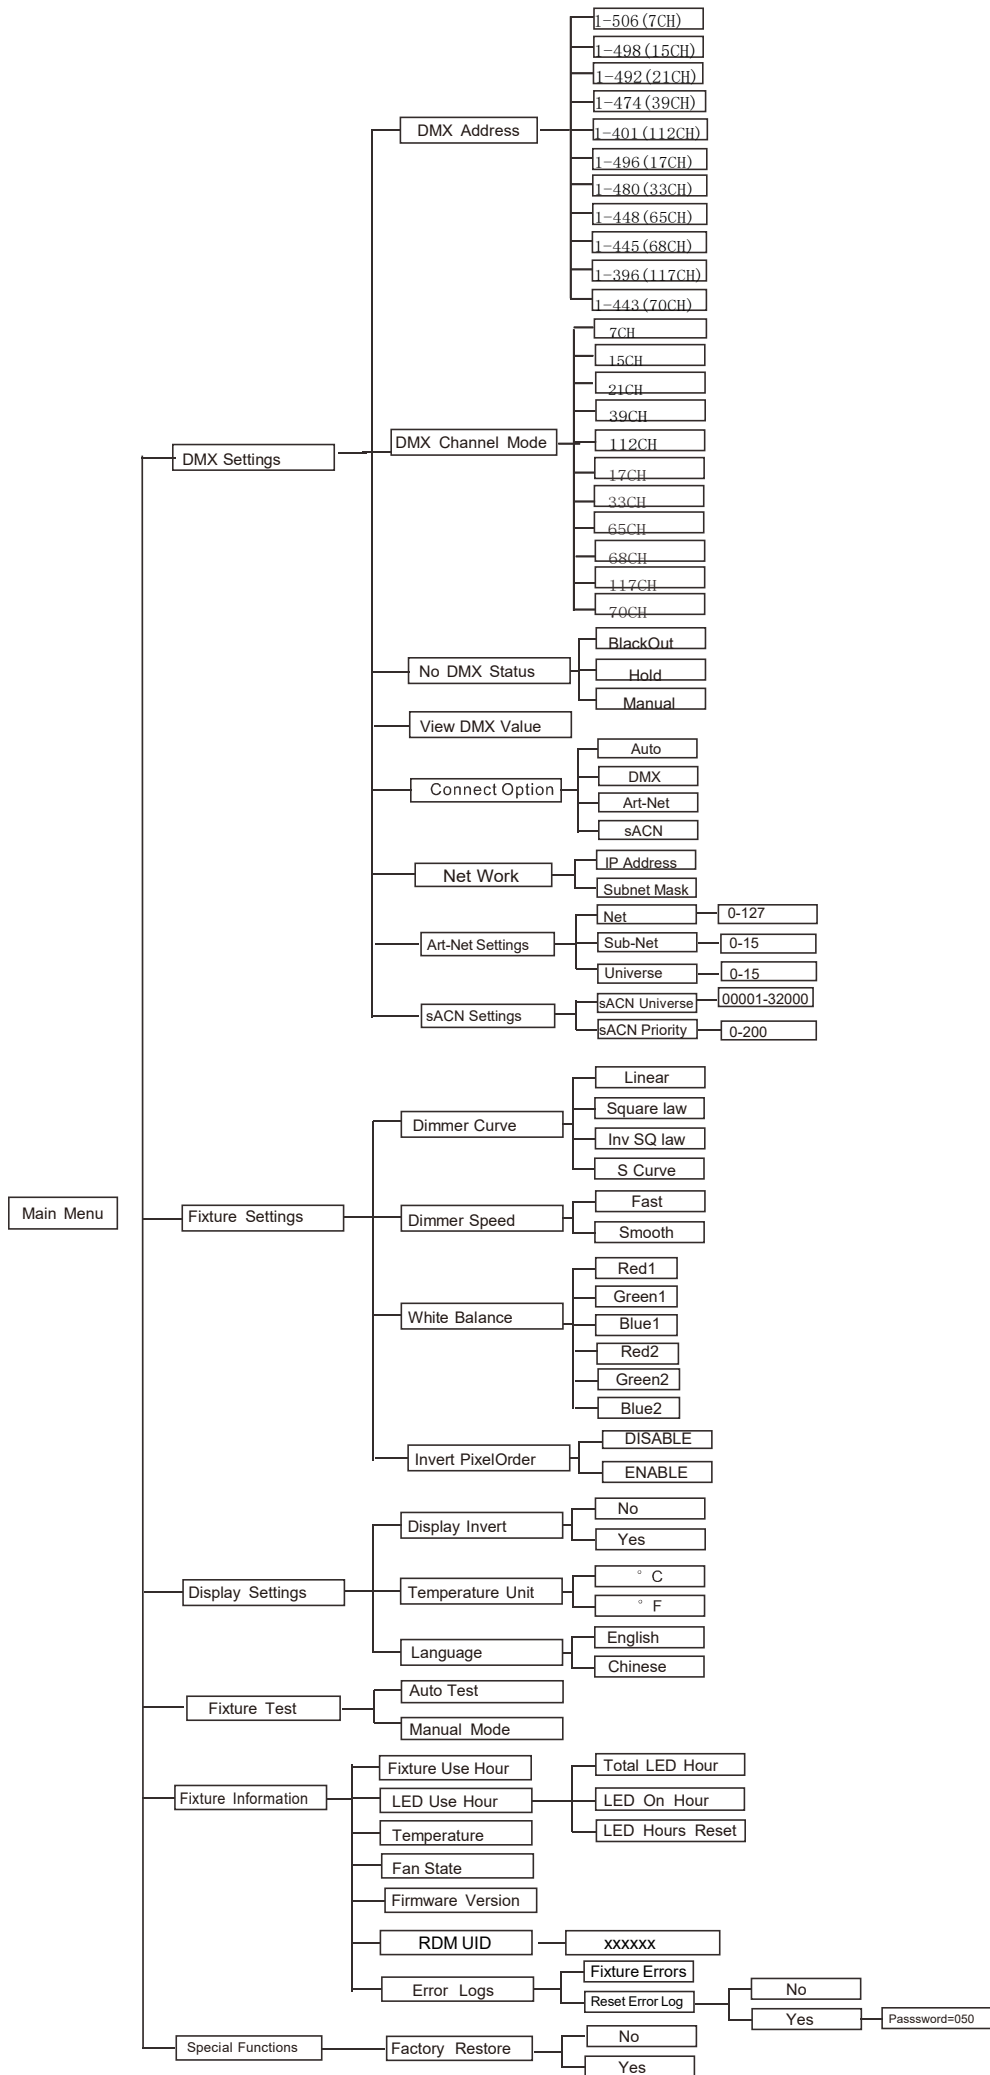 1-506(7CH)
1-498(15CH)
1-492(21CH)
1-474(39CH)
DMX Address
1-401(112CH)
1-496(17CH)
1-480(33CH)
1-448(65CH)
1-445(68CH)
1-396(117CH)
1-443(70CH)
7CH
15CH
21CH
39CH
DMX Channel Mode
112CH
DMX Settings
17CH
33CH
65CH
68CH
117CH
70CH
BlackOut
No DMX Status
Hold
Manual
View DMX Value
Auto
DMX
Connect Option
Art-Net
sACN
IP Address
Net Work
Subnet Mask
Net
0-127
Art-Net Settings
Sub-Net
0-15
Universe
0-15
sACN Universe
00001-32000
sACN Settings
sACN Priority
0-200
Linear
Dimmer Curve
Square law
Inv SQ law
S Curve
Main Menu
Fixture Settings
Dimmer Speed
Fast
Smooth
Red1
Green1
White Balance
Blue1
Red2
Green2
Blue2
DISABLE
Invert PixelOrder
ENABLE
No
Display Invert
Yes
Display Settings
Temperature Unit
° C
° F
Language
English
Chinese
Auto Test
Fixture Test
Manual Mode
Fixture Use Hour
Total LED Hour
Fixture Information
LED Use Hour
LED On Hour
Temperature
LED Hours Reset
Fan State
Firmware Version
RDM UID
xxxxxx
Fixture Errors
Error Logs
Reset Error Log
No
Yes
Passsword=050
Special Functions
Factory Restore
No
Yes